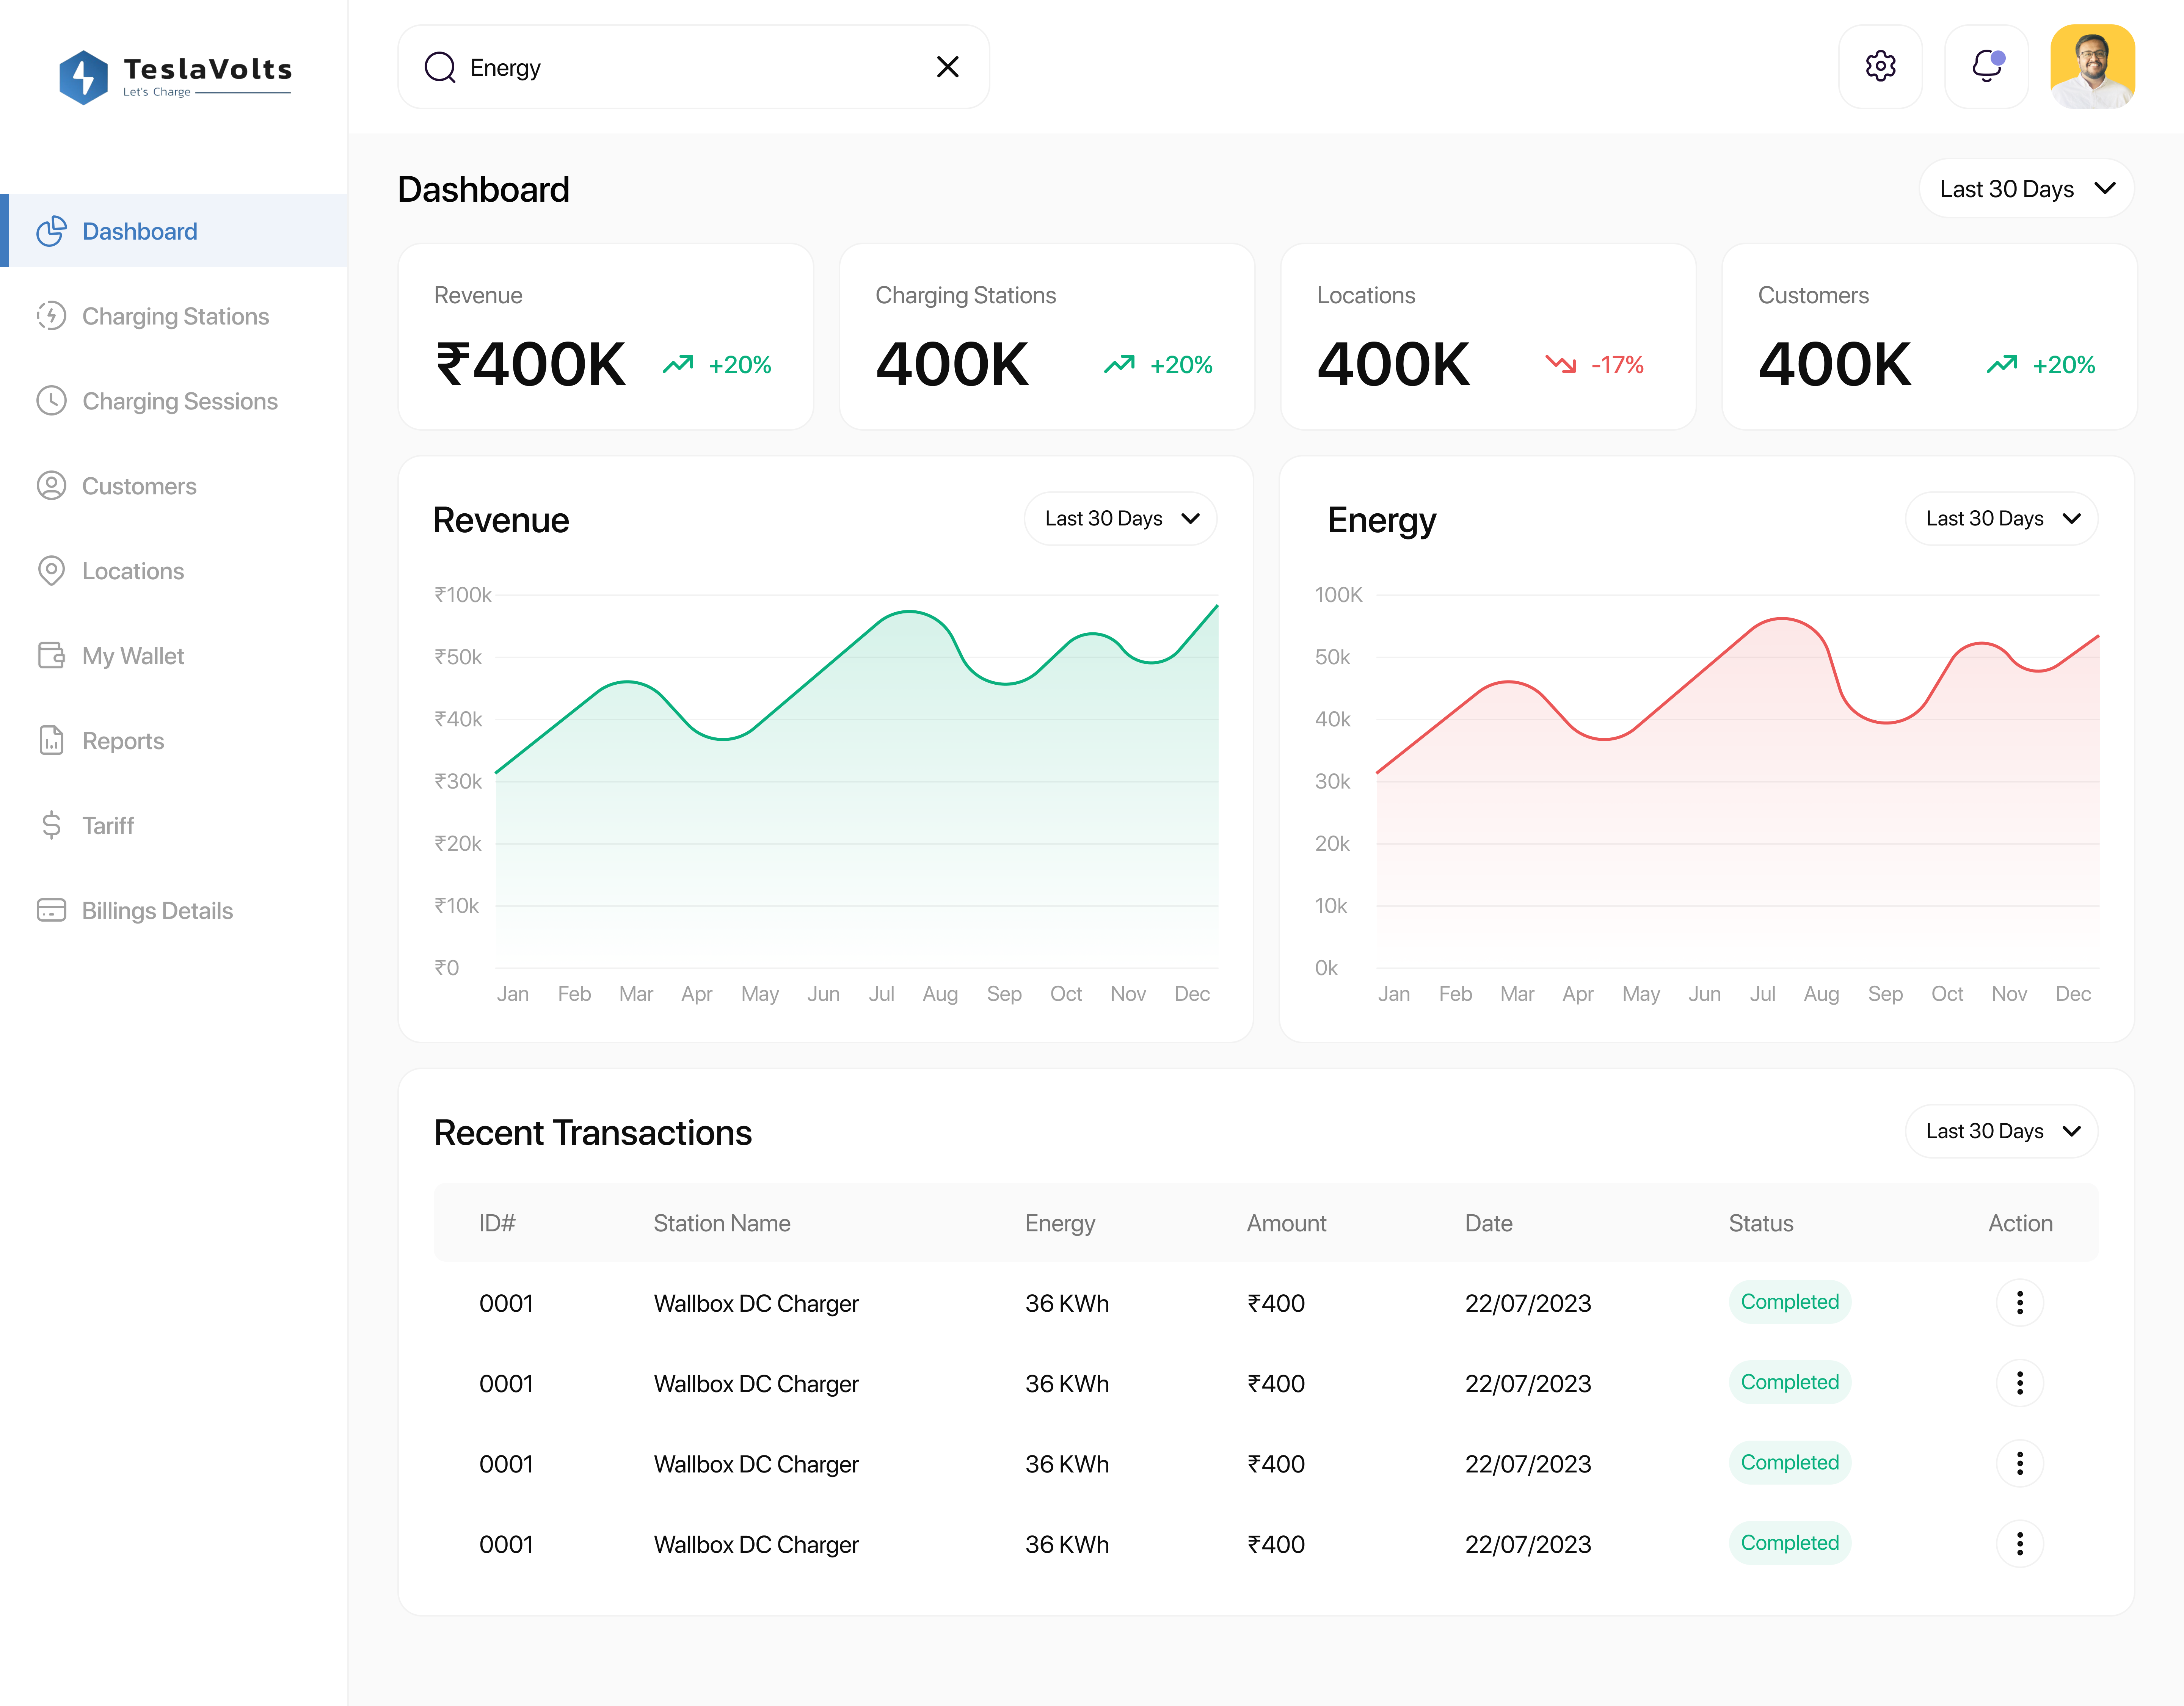 TeslaVolts
Let's Charge
Energy
Dashboard
Charging Stations
Charging Sessions
Customers
Locations
My Wallet
Reports
Tariff
Billings Details
Dashboard
Last 30 Days
Revenue
₹400K
+20%
Charging Stations
400K
+20%
Locations
400K
-17%
Customers
400K
+20%
Revenue
Last 30 Days
₹100k
₹50k
₹40k
₹30k
₹20k
₹10k
₹0
Jan Feb Mar Apr May Jun Jul Aug Sep Oct Nov Dec
Energy
Last 30 Days
100K
50k
40k
30k
20k
10k
0k
Jan Feb Mar Apr May Jun Jul Aug Sep Oct Nov Dec
Recent Transactions
Last 30 Days
ID# Station Name Energy Amount Date Status Action
0001 Wallbox DC Charger 36 KWh ₹400 22/07/2023 Completed
0001 Wallbox DC Charger 36 KWh ₹400 22/07/2023 Completed
0001 Wallbox DC Charger 36 KWh ₹400 22/07/2023 Completed
0001 Wallbox DC Charger 36 KWh ₹400 22/07/2023 Completed